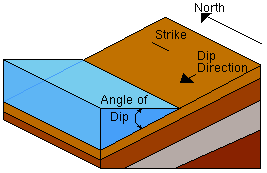 North
Strike
Dip
Direction
Angle of
Dip